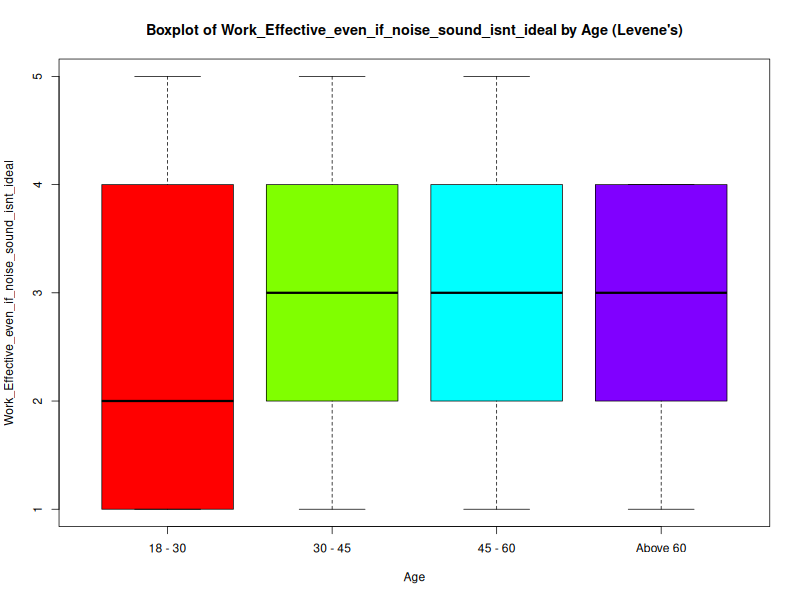 Boxplot of Work_Effective_even_if_noise_sound_isnt_ideal by Age (Levene's)
Work_Effective_even_if_noise_sound_isnt_ideal
5
4
3
2
1
18 - 30
30 - 45
45 - 60
Above 60
Age